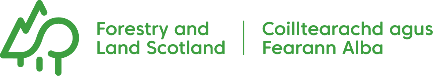 Forestry and
Land Scotland
Coilltearachd agus
Fearann Alba